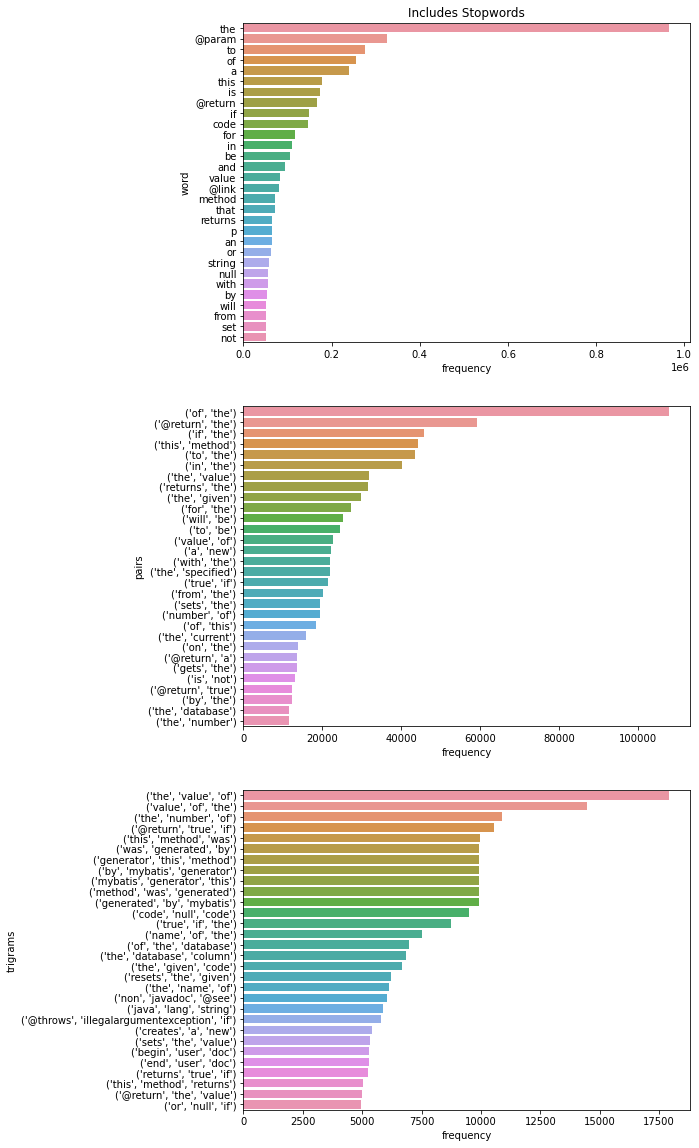 Includes Stopwords
the
@param
to
of
a
this
is
@return
if
code
for
in
be
and
value
@link
method
that
returns
p
an
or
string
null
with
by
will
from
set
not
word
0.0 0.2 0.4 0.6 0.8 1.0
1e6
frequency
('of', 'the')
('@return', 'the')
('if', 'the')
('this', 'method')
('to', 'the')
('in', 'the')
('the', 'value')
('returns', 'the')
('the', 'given')
('for', 'the')
('will', 'be')
('to', 'be')
('value', 'of')
('a', 'new')
('with', 'the')
('the', 'specified')
('true', 'if')
('from', 'the')
('sets', 'the')
('number', 'of')
('of', 'this')
('the', 'current')
('on', 'the')
('@return', 'a')
('gets', 'the')
('is', 'not')
('@return', 'true')
('by', 'the')
('the', 'database')
('the', 'number')
pairs
0 20000 40000 60000 80000 100000
frequency
('the', 'value', 'of')
('value', 'of', 'the')
('the', 'number', 'of')
('@return', 'true', 'if')
('this', 'method', 'was')
('was', 'generated', 'by')
('generator', 'this', 'method')
('by', 'mybatis', 'generator')
('mybatis', 'generator', 'this')
('method', 'was', 'generated')
('generated', 'by', 'mybatis')
('code', 'null', 'code')
('true', 'if', 'the')
('name', 'of', 'the')
('of', 'the', 'database')
('the', 'database', 'column')
('the', 'given', 'code')
('resets', 'the', 'given')
('the', 'name', 'of')
('non', 'javadoc', '@see')
('java', 'lang', 'string')
('@throws', 'illegalargumentexception', 'if')
('creates', 'a', 'new')
('sets', 'the', 'value')
('begin', 'user', 'doc')
('end', 'user', 'doc')
('returns', 'true', 'if')
('this', 'method', 'returns')
('@return', 'the', 'value')
('or', 'null', 'if')
trigrams
0 2500 5000 7500 10000 12500 15000 17500
frequency